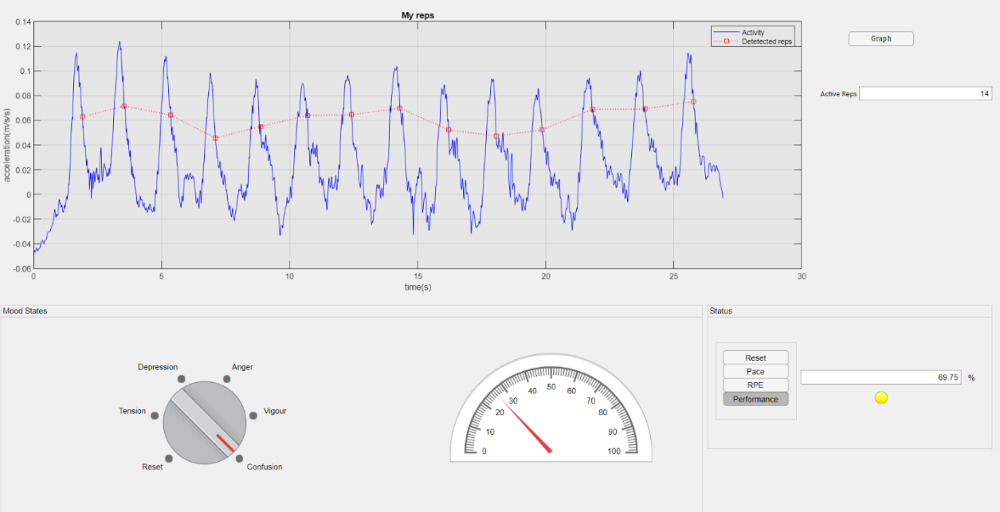 My reps
0.14
0.12
0.1
0.08
0.06
0.04
0.02
0
-0.02
-0.04
-0.06
acceleration(m/s/s)
0 5 10 15 20 25 30
time(s)
Activity
Detetected reps
Graph
Active Reps 14
Mood States
Depression Anger
Tension Vigour
Reset Confusion
0 10 20 30 40 50 60 70 80 90 100
Status
Reset
Pace
RPE
Performance
69.75 %